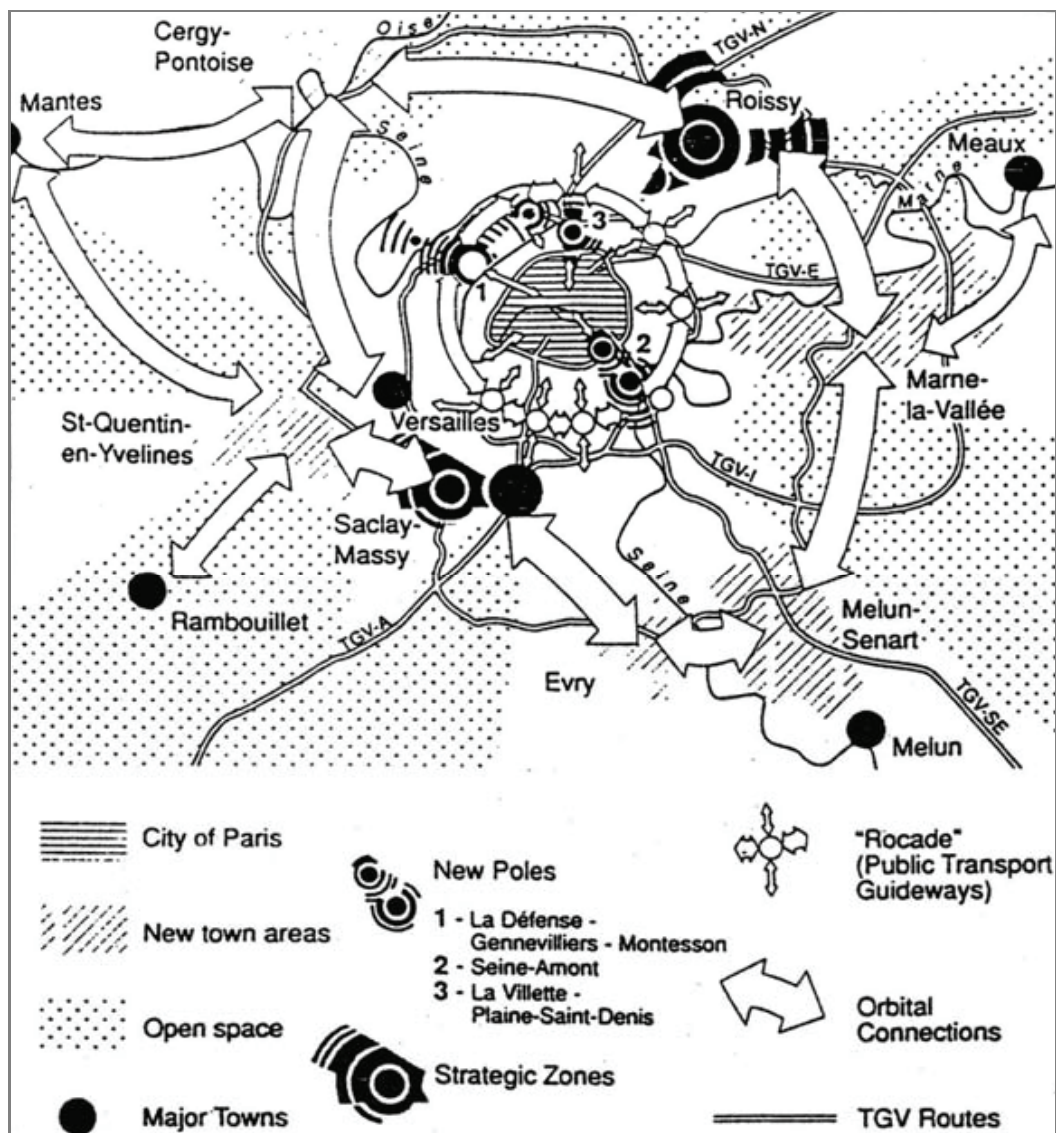 Cergy-
Pontoise
Oise
TGV-N
Mantes
Roissy
Seine
Meaux
Marne
3
TGV-E
1
2
Marne-
la-Vallée
St-Quentin-
en-Yvelines
Versailles
TGV-I
Saclay-
Massy
Seine
Rambouillet
TGV-A
Melun-
Senart
Evry
TGV-SE
Melun
City of Paris
New town areas
Open space
Major Towns
New Poles
1 - La Défense -
Gennevilliers - Montesson
2 - Seine-Amont
3 - La Villette -
Plaine-Saint-Denis
Strategic Zones
"Rocade"
(Public Transport
Guideways)
Orbital
Connections
TGV Routes